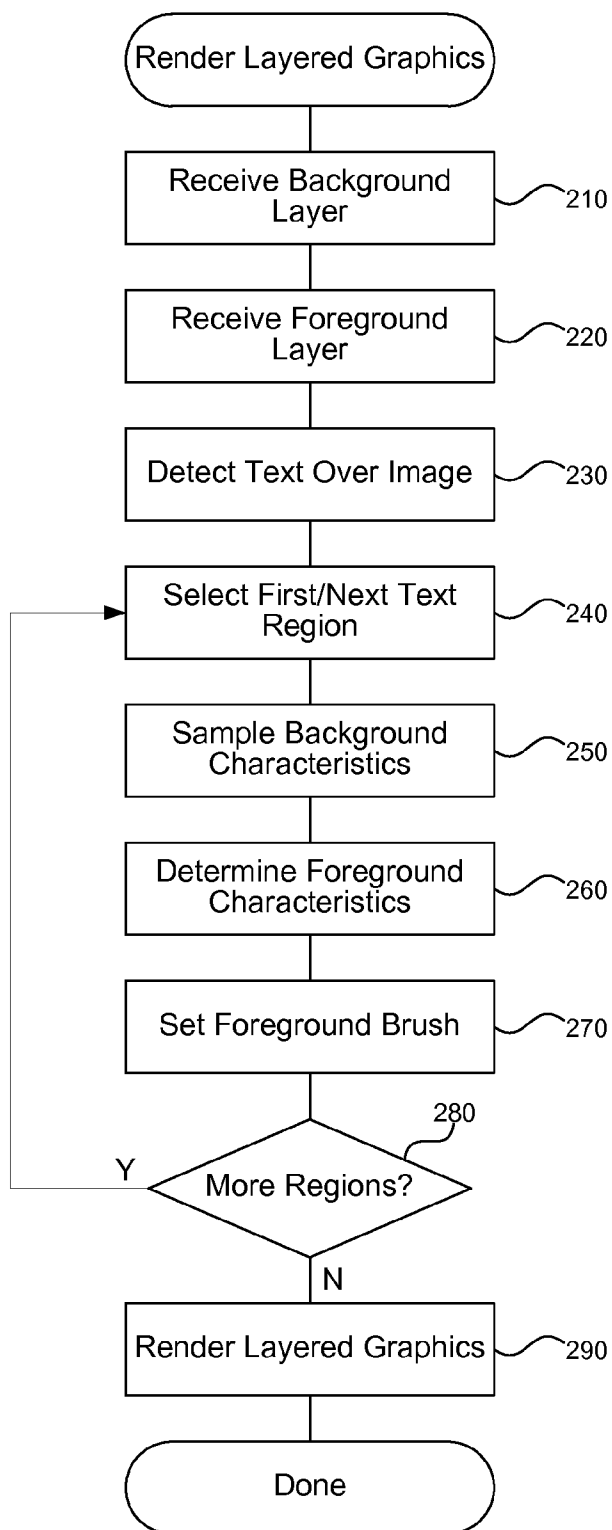 Render Layered Graphics
Receive Background
Layer
210
Receive Foreground
Layer
220
Detect Text Over Image
230
Select First/Next Text
Region
240
Sample Background
Characteristics
250
Determine Foreground
Characteristics
260
Set Foreground Brush
270
280
More Regions?
Y
N
Render Layered Graphics
290
Done